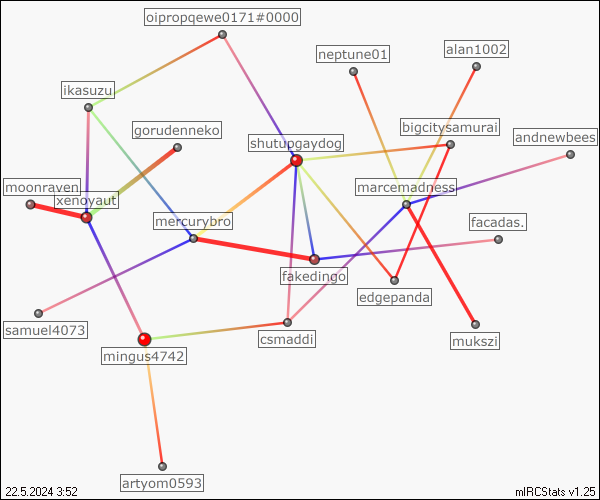 oipropqewe0171#0000
neptune01
alan1002
ikasuzu
gorudenneko
bigcitysamurai
andnewbees
shutupgaydog
moonraven
xenoyaut
marcemadness
mercurybro
facadas.
fakedingo
edgepanda
samuel4073
csmaddi
mukszi
mingus4742
artyom0593
22.5.2024 3:52
mIRCStats v1.25